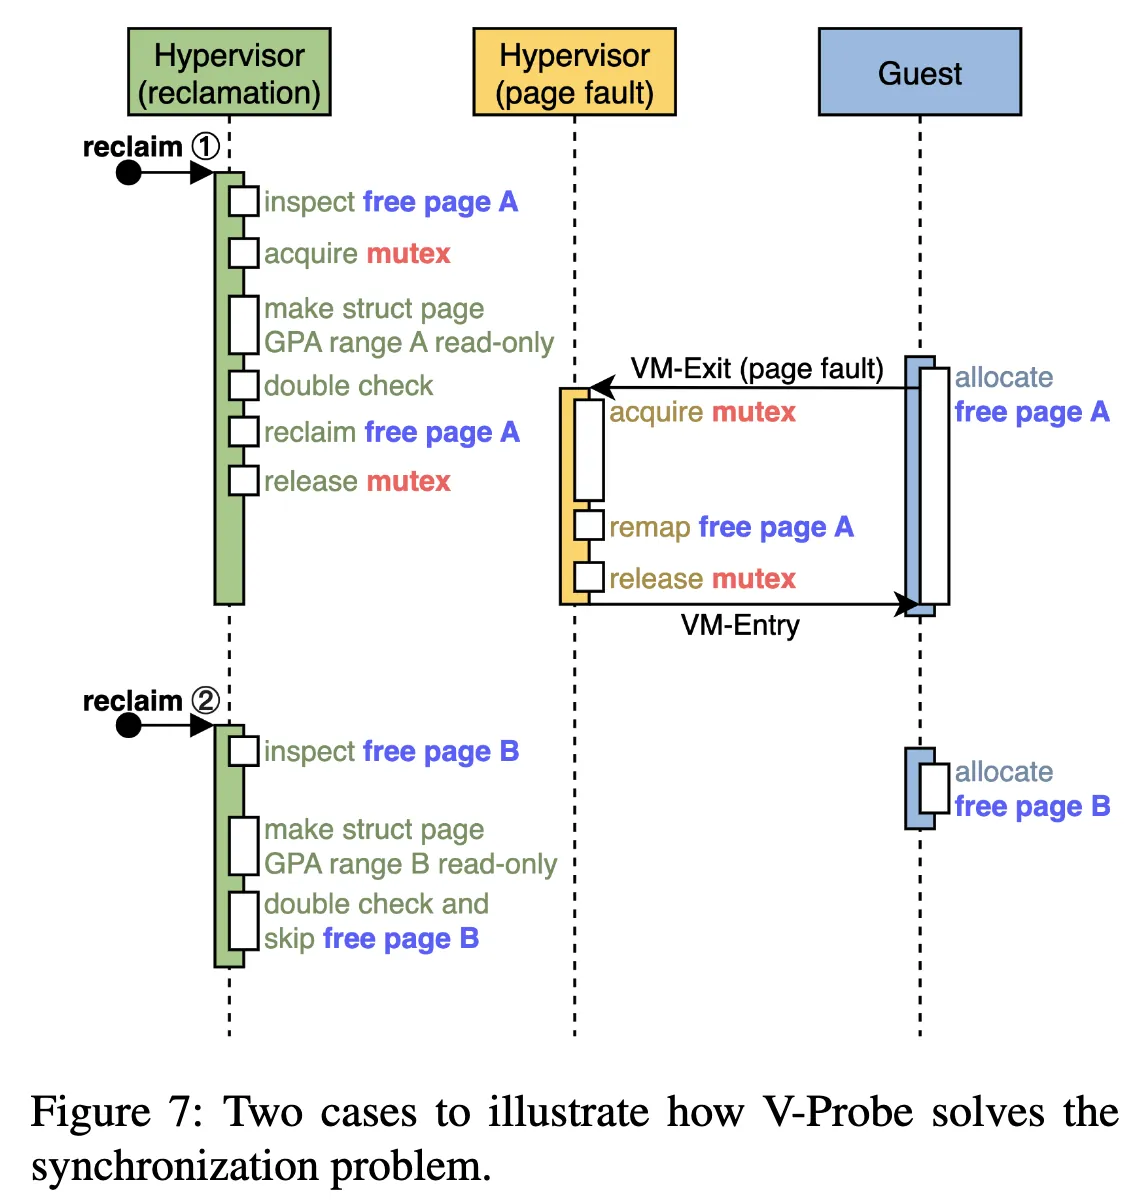 Hypervisor
(reclamation)
Hypervisor
(page fault)
Guest
reclaim ①
inspect free page A
acquire mutex
make struct page
GPA range A read-only
double check
reclaim free page A
release mutex
VM-Exit (page fault)
allocate
free page A
acquire mutex
remap free page A
release mutex
VM-Entry
reclaim ②
inspect free page B
make struct page
GPA range B read-only
double check and
skip free page B
allocate
free page B
Figure 7: Two cases to illustrate how V-Probe solves the
synchronization problem.